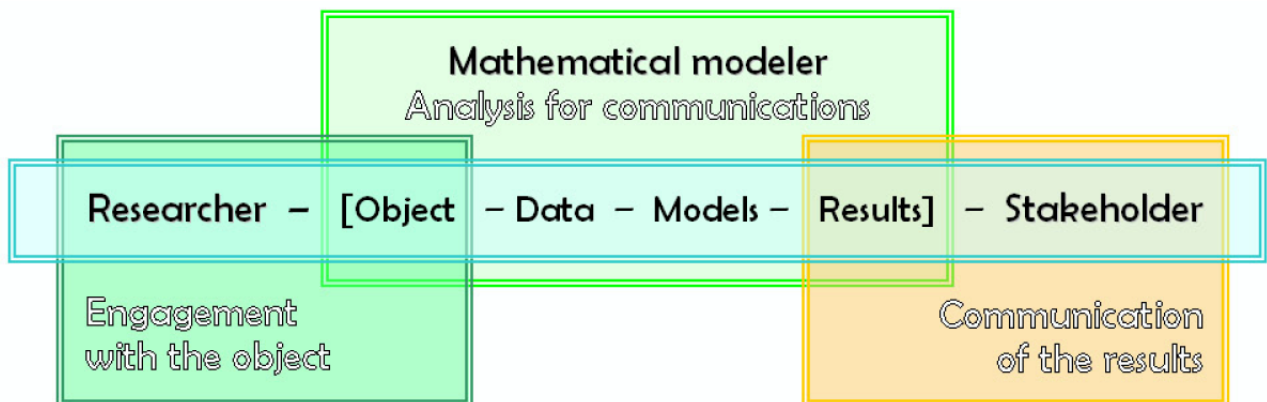 Mathematical modeler
Analysis for communications
Researcher – [Object – Data – Models – Results] – Stakeholder
Engagement
with the object
Communication
of the results